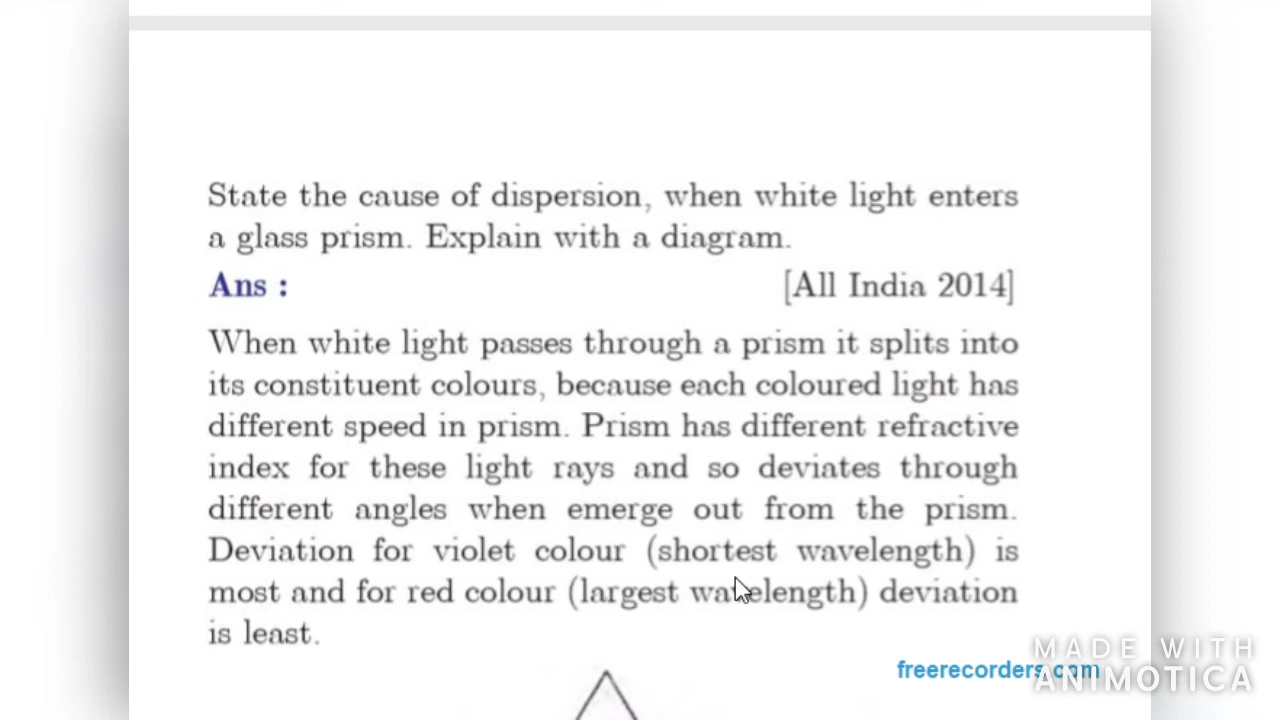 State the cause of dispersion, when white light enters
a glass prism. Explain with a diagram.
Ans :
[All India 2014]
When white light passes through a prism it splits into
its constituent colours, because each coloured light has
different speed in prism. Prism has different refractive
index for these light rays and so deviates through
different angles when emerge out from the prism.
Deviation for violet colour (shortest wavelength) is
most and for red colour (largest wavelength) deviation
is least.
freerecorders.com
MADE WITH
ANIMOTICA